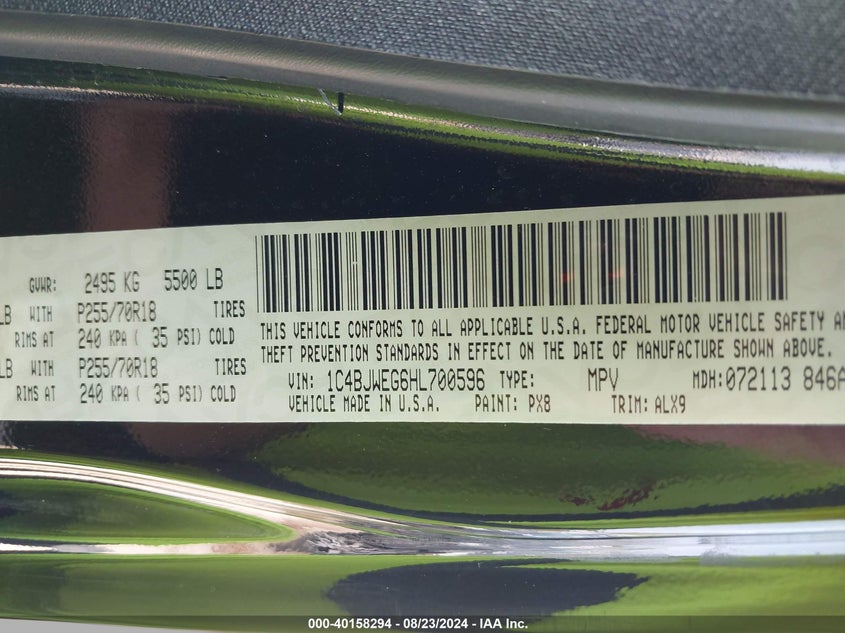 GVWR: 2495 KG 5500 LB
LB WITH P255/70R18 TIRES
RIMS AT 240 KPA ( 35 PSI) COLD
LB WITH P255/70R18 TIRES
RIMS AT 240 KPA ( 35 PSI) COLD
THIS VEHICLE CONFORMS TO ALL APPLICABLE U.S.A. FEDERAL MOTOR VEHICLE SAFETY AN
THEFT PREVENTION STANDARDS IN EFFECT ON THE DATE OF MANUFACTURE SHOWN ABOVE.
VIN: 1C4BJWEG6HL700596 TYPE: MPV MDH:072113 846A
VEHICLE MADE IN U.S.A. PAINT: PX8 TRIM: ALX9
000-40158294 - 08/23/2024 - IAA Inc.